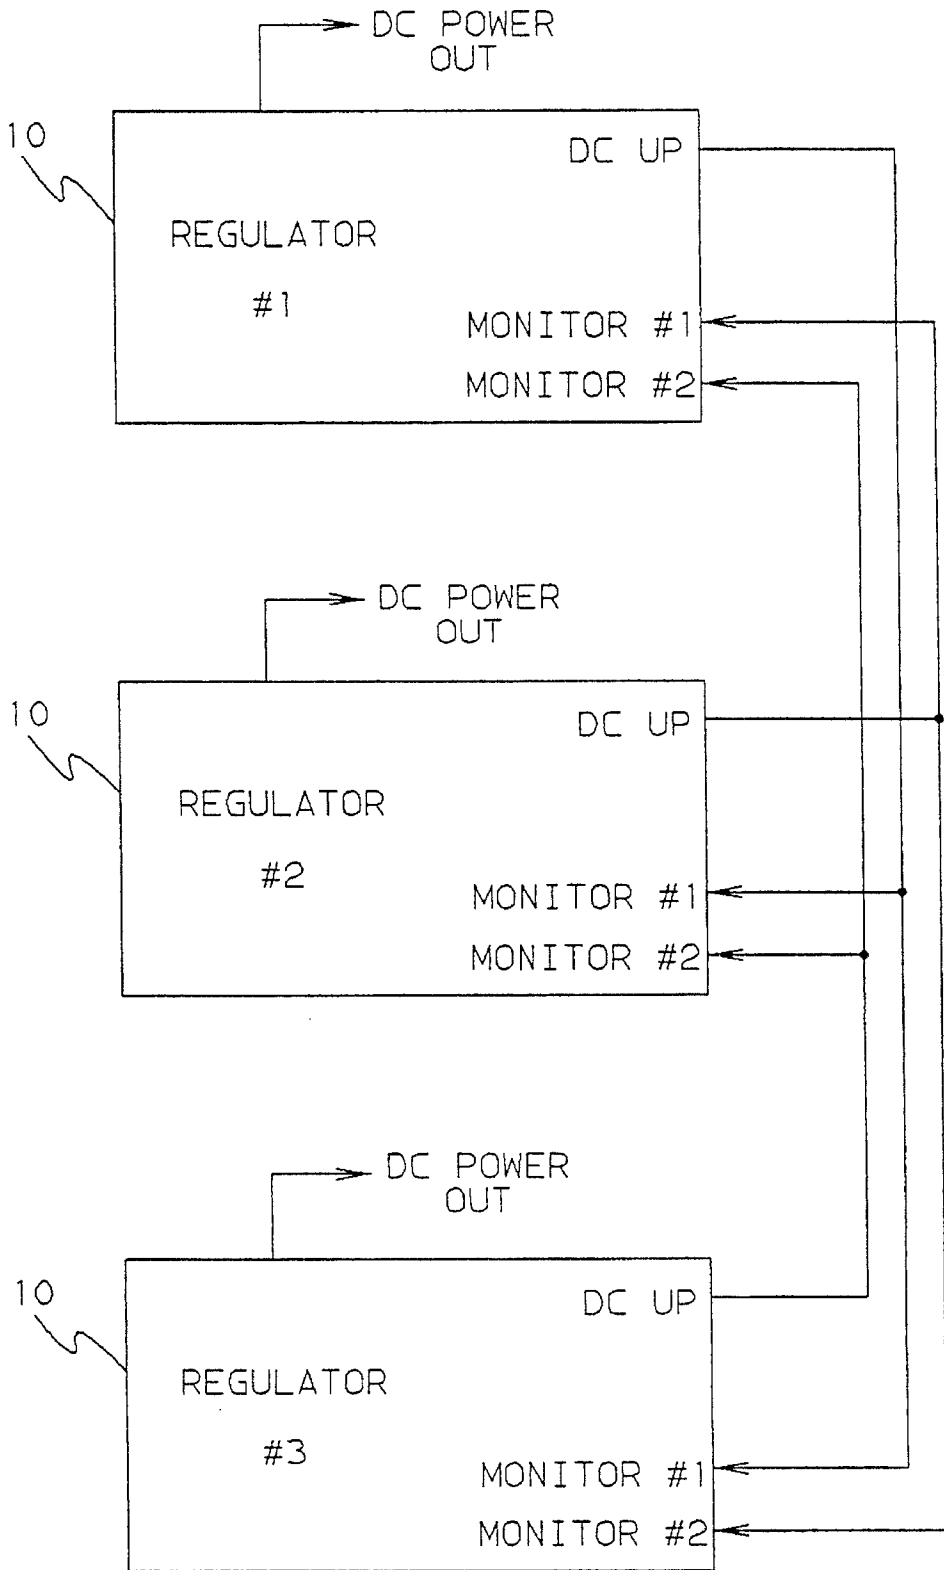 DC POWER
OUT
10
DC UP
REGULATOR
#1
MONITOR #1
MONITOR #2
DC POWER
OUT
10
DC UP
REGULATOR
#2
MONITOR #1
MONITOR #2
DC POWER
OUT
10
DC UP
REGULATOR
#3
MONITOR #1
MONITOR #2